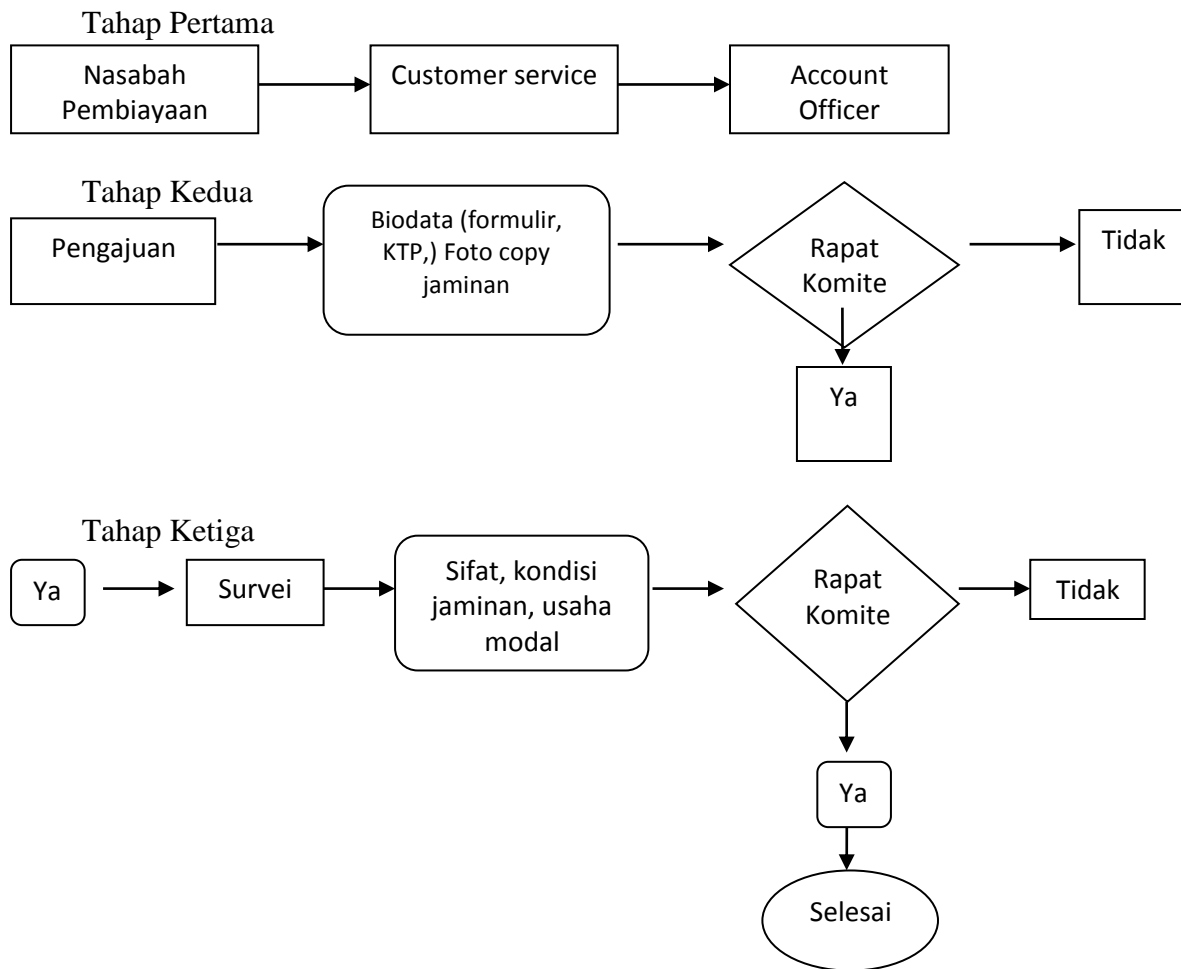 Tahap Pertama
Nasabah
Pembiayaan
Customer service
Account
Officer
Tahap Kedua
Pengajuan
Biodata (formulir,
KTP,) Foto copy
jaminan
Rapat
Komite
Tidak
Ya
Tahap Ketiga
Ya
Survei
Sifat, kondisi
jaminan, usaha
modal
Rapat
Komite
Tidak
Ya
Selesai